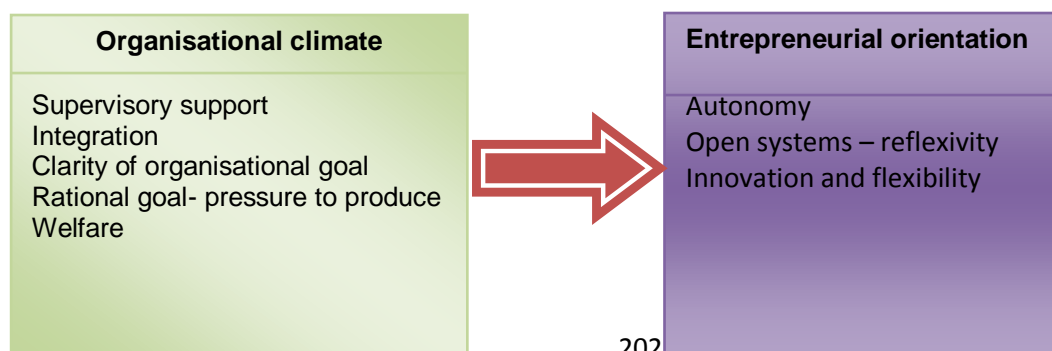 Organisational climate
Supervisory support
Integration
Clarity of organisational goal
Rational goal- pressure to produce
Welfare
Entrepreneurial orientation
Autonomy
Open systems – reflexivity
Innovation and flexibility
202